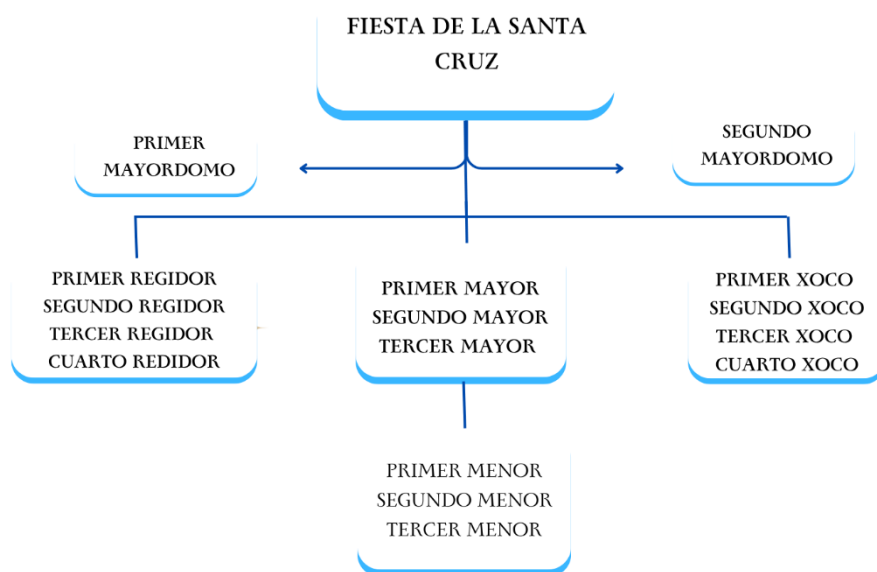 FIESTA DE LA SANTA
CRUZ
PRIMER
MAYORDOMO
SEGUNDO
MAYORDOMO
PRIMER REGIDOR
SEGUNDO REGIDOR
TERCER REGIDOR
CUARTO REDIDOR
PRIMER MAYOR
SEGUNDO MAYOR
TERCER MAYOR
PRIMER XOCO
SEGUNDO XOCO
TERCER XOCO
CUARTO XOCO
PRIMER MENOR
SEGUNDO MENOR
TERCER MENOR